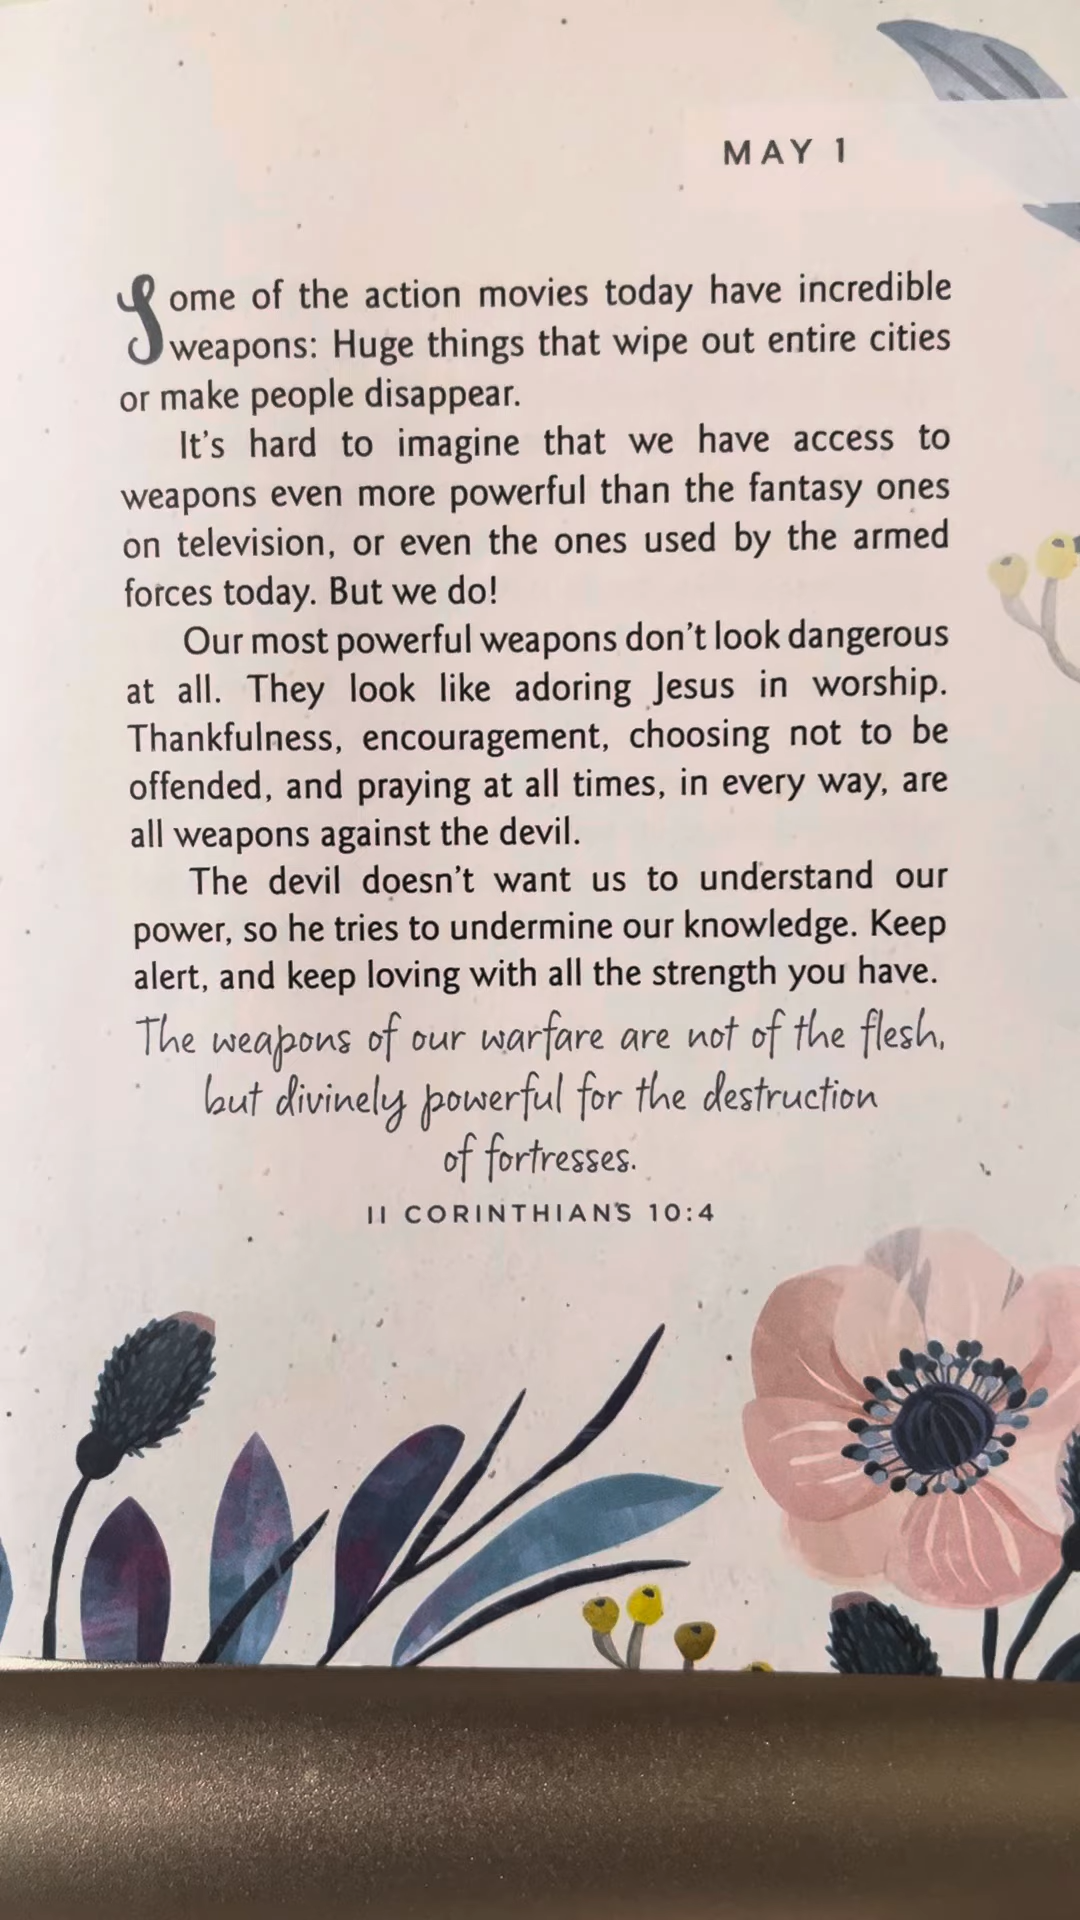 MAY 1
Some of the action movies today have incredible
weapons: Huge things that wipe out entire cities
or make people disappear.
It's hard to imagine that we have access to
weapons even more powerful than the fantasy ones
on television, or even the ones used by the armed
forces today. But we do!
Our most powerful weapons don't look dangerous
at all. They look like adoring Jesus in worship.
Thankfulness, encouragement, choosing not to be
offended, and praying at all times, in every way, are
all weapons against the devil.
The devil doesn't want us to understand our
power, so he tries to undermine our knowledge. Keep
alert, and keep loving with all the strength you have.
The weapons of our warfare are not of the flesh,
but divinely powerful for the destruction
of fortresses.
II CORINTHIANS 10:4